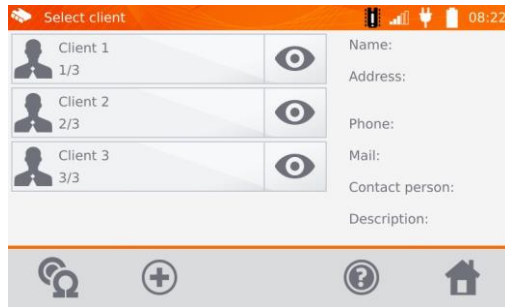 Select client
08:22
Client 1
1/3
Client 2
2/3
Client 3
3/3
Name:
Address:
Phone:
Mail:
Contact person:
Description: